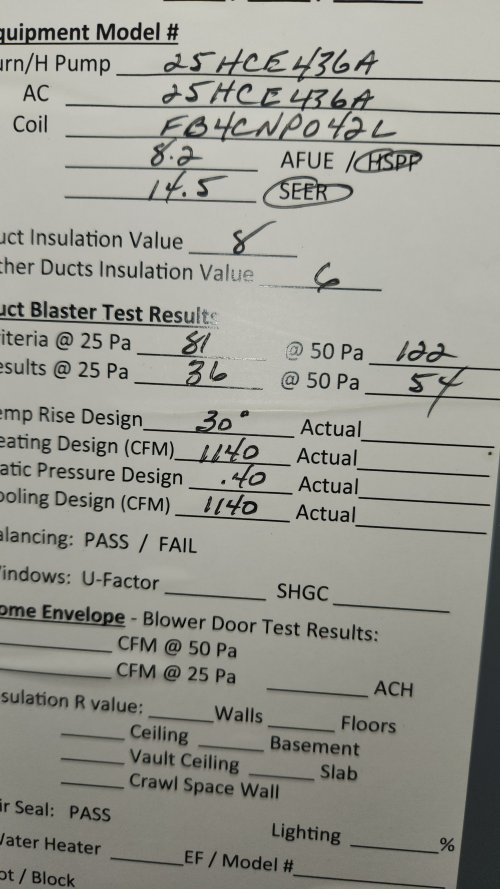 quipment Model #
urn/H Pump 25HCE436A
AC 25HCE436A
Coil FB4CNP042L
8.2 AFUE / HSPF
14.5 SEER
uct Insulation Value 8
ther Ducts Insulation Value 6
uct Blaster Test Results
riteria @ 25 Pa 81 @ 50 Pa 122
esults @ 25 Pa 36 @ 50 Pa 54
emp Rise Design 30° Actual
eating Design (CFM) 1140 Actual
atic Pressure Design .40 Actual
ooling Design (CFM) 1140 Actual
alancing: PASS / FAIL
indows: U-Factor SHGC
ome Envelope - Blower Door Test Results:
CFM @ 50 Pa
CFM @ 25 Pa ACH
sulation R value: Walls Floors
Ceiling Basement
Vault Ceiling Slab
Crawl Space Wall
ir Seal: PASS Lighting %
Water Heater EF / Model #
ot / Block